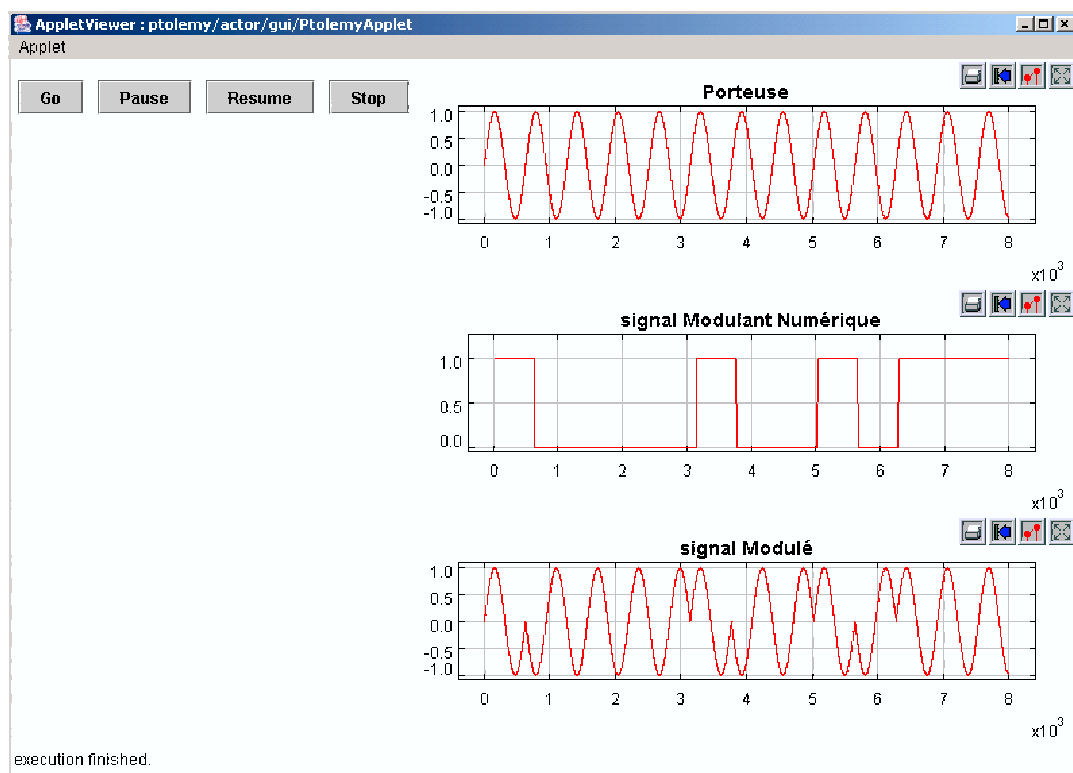 AppletViewer : ptolemy/actor/gui/PtolemyApplet
Applet
Go Pause Resume Stop
Porteuse
1.0
0.5
0.0
-0.5
-1.0
0 1 2 3 4 5 6 7 8
x10^3
signal Modulant Numérique
1.0
0.5
0.0
0 1 2 3 4 5 6 7 8
x10^3
signal Modulé
1.0
0.5
0.0
-0.5
-1.0
0 1 2 3 4 5 6 7 8
x10^3
execution finished.